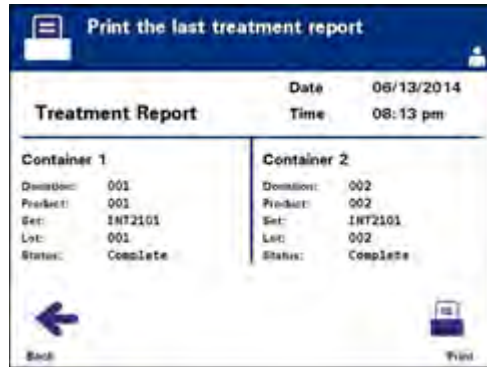 Print the last treatment report
Date 06/13/2014
Treatment Report
Time 08:13 pm
Container 1
Donation: 001
Product: 001
Set: INT2101
Lot: 001
Status: Complete
Container 2
Donation: 002
Product: 002
Set: INT2101
Lot: 002
Status: Complete
Back
Print